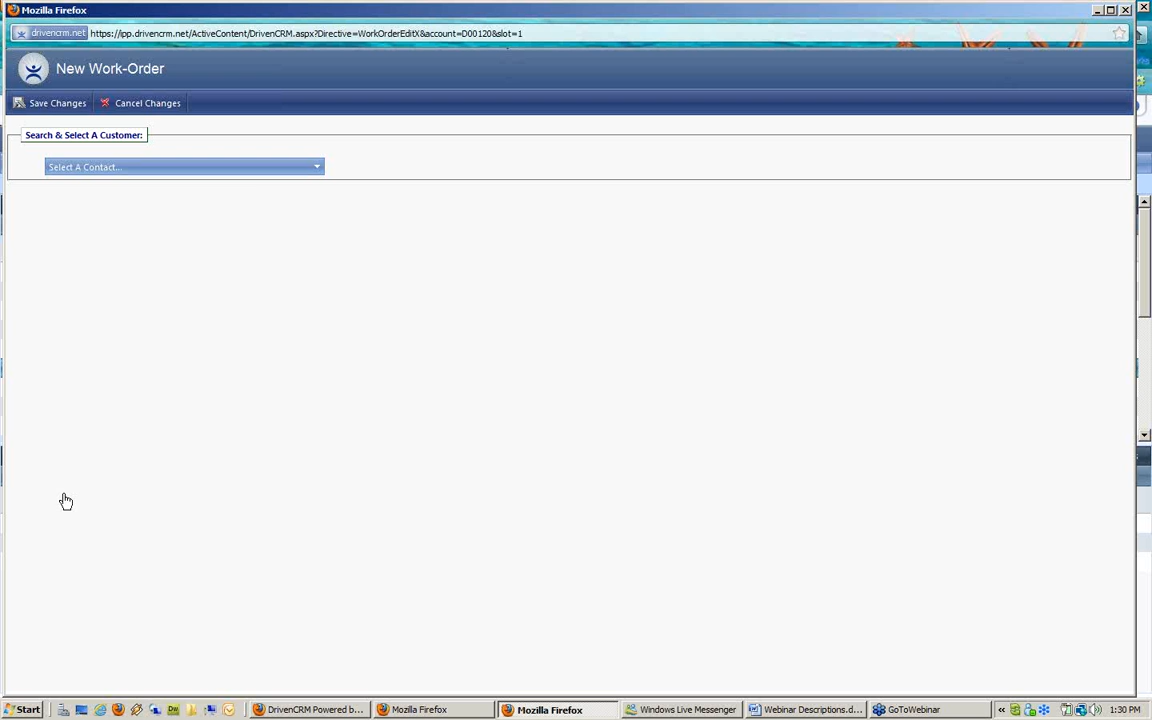 Mozilla Firefox
drivencrm.net https://ipp.drivencrm.net/ActiveContent/DrivenCRM.aspx?Directive=WorkOrderEditX&account=D00120&slot=1
New Work-Order
Save Changes Cancel Changes
Search & Select A Customer:
Select A Contact...
Start DrivenCRM Powered b... Mozilla Firefox Mozilla Firefox Windows Live Messenger Webinar Descriptions.d... GoToWebinar 1:30 PM